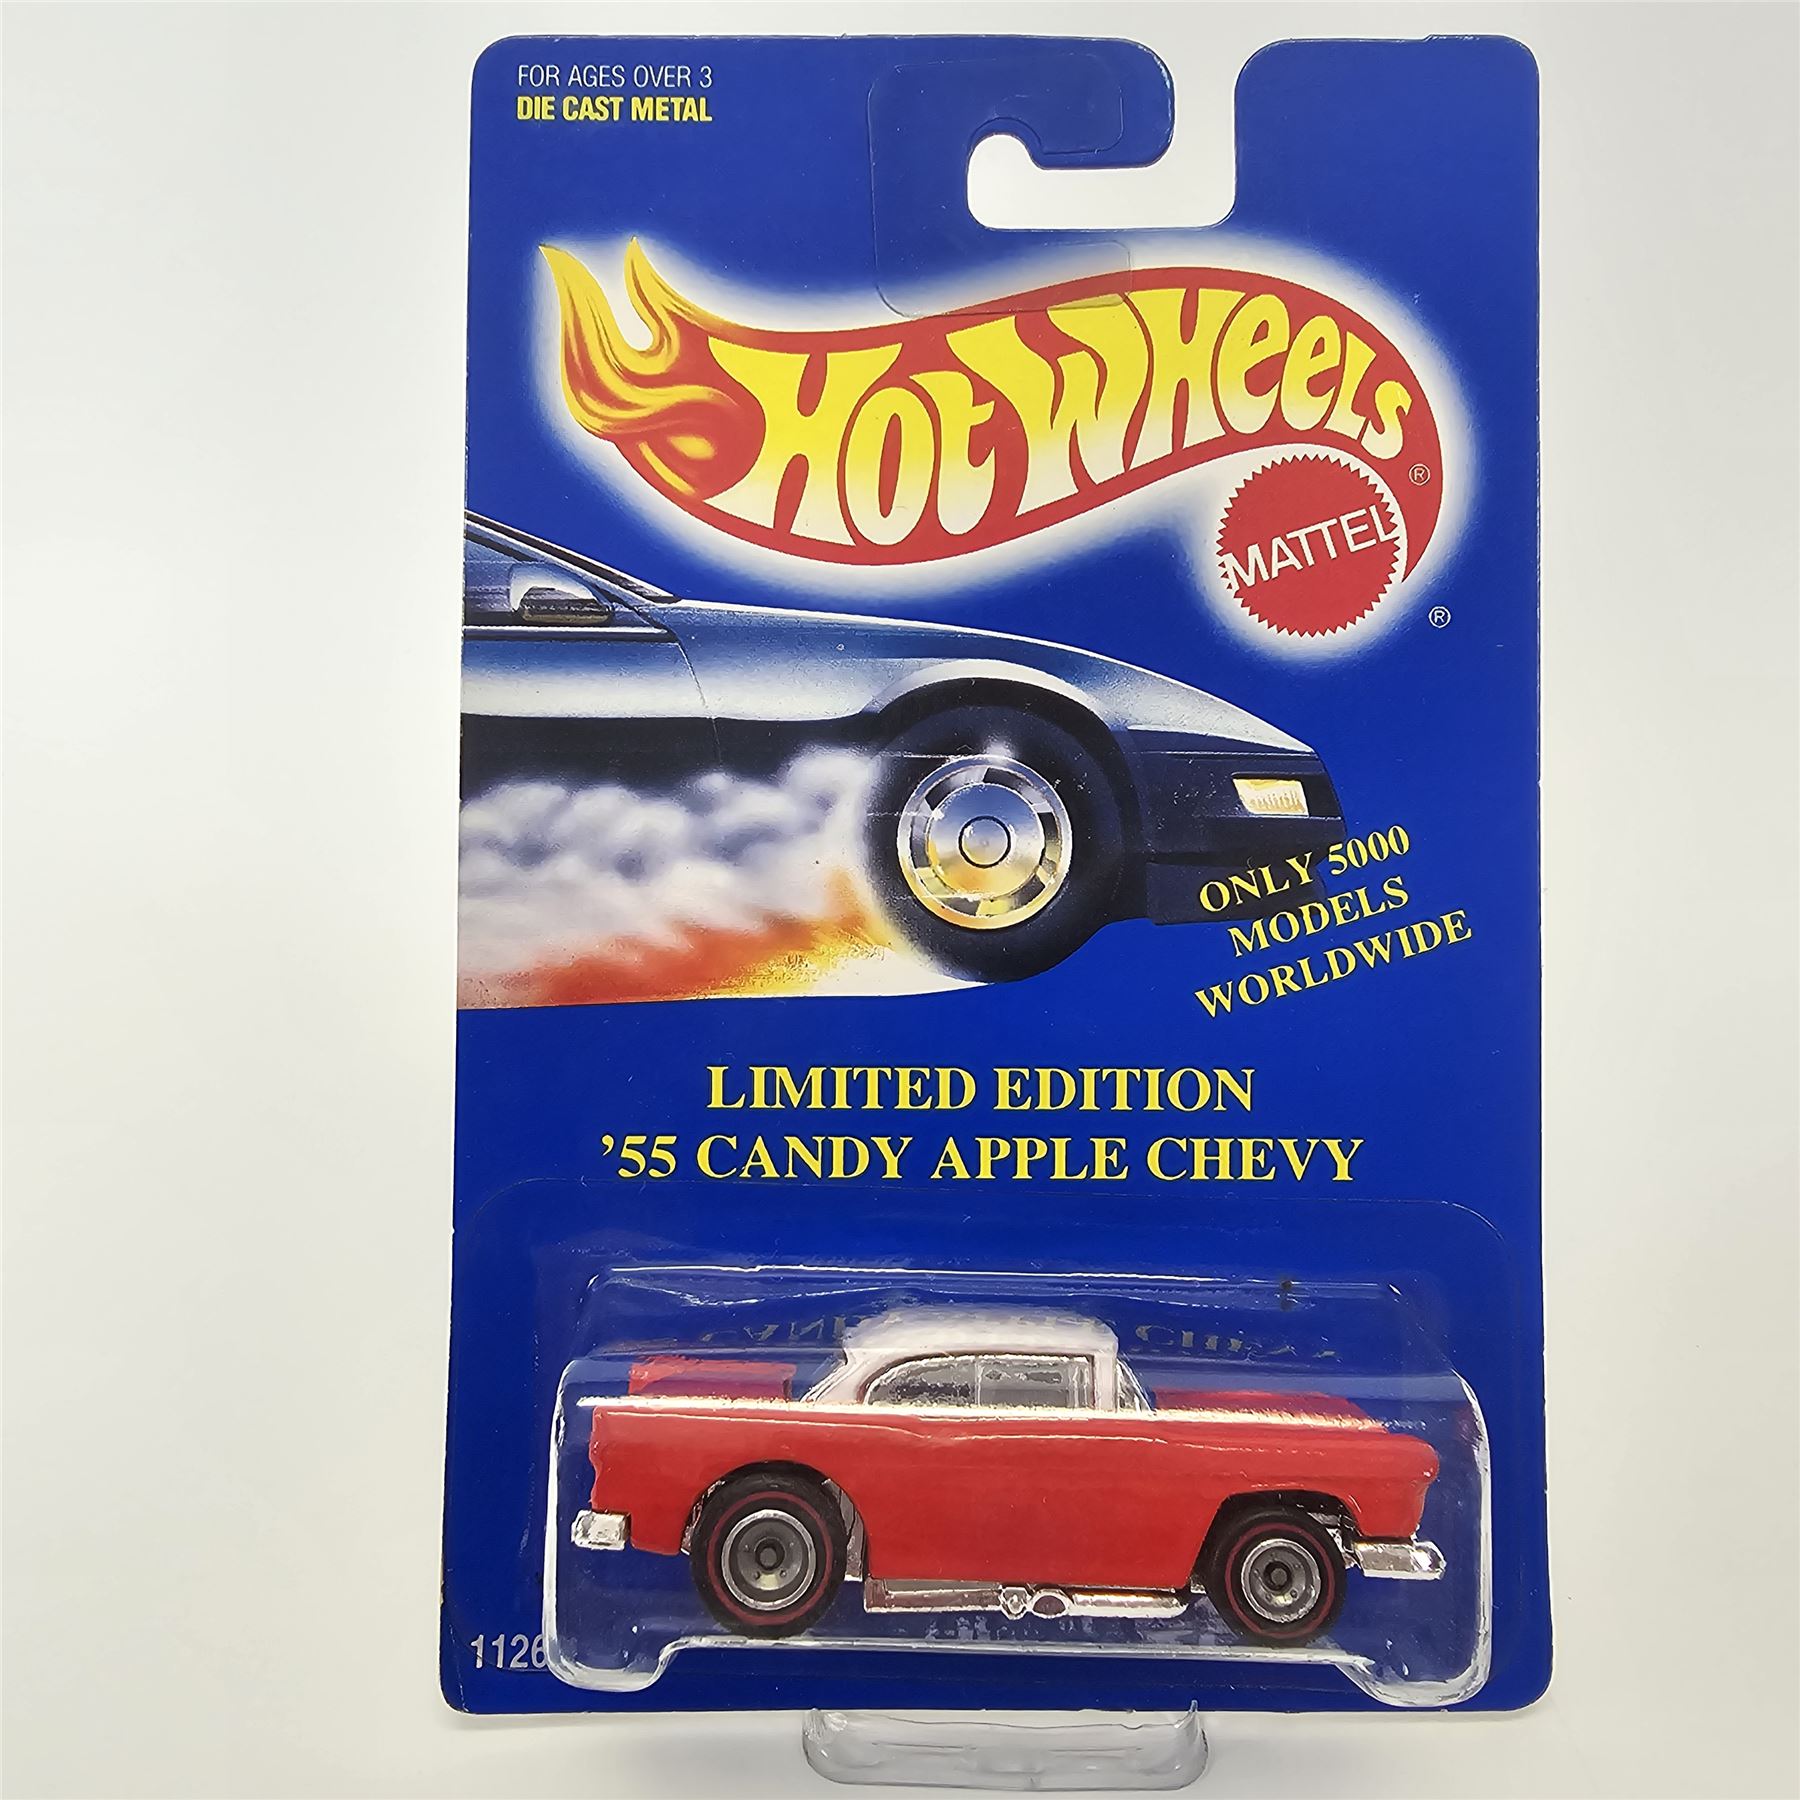 FOR AGES OVER 3
DIE CAST METAL
HOT WHEELS ®
MATTEL
®
ONLY 5000
MODELS
WORLDWIDE
LIMITED EDITION
’55 CANDY APPLE CHEVY
1126